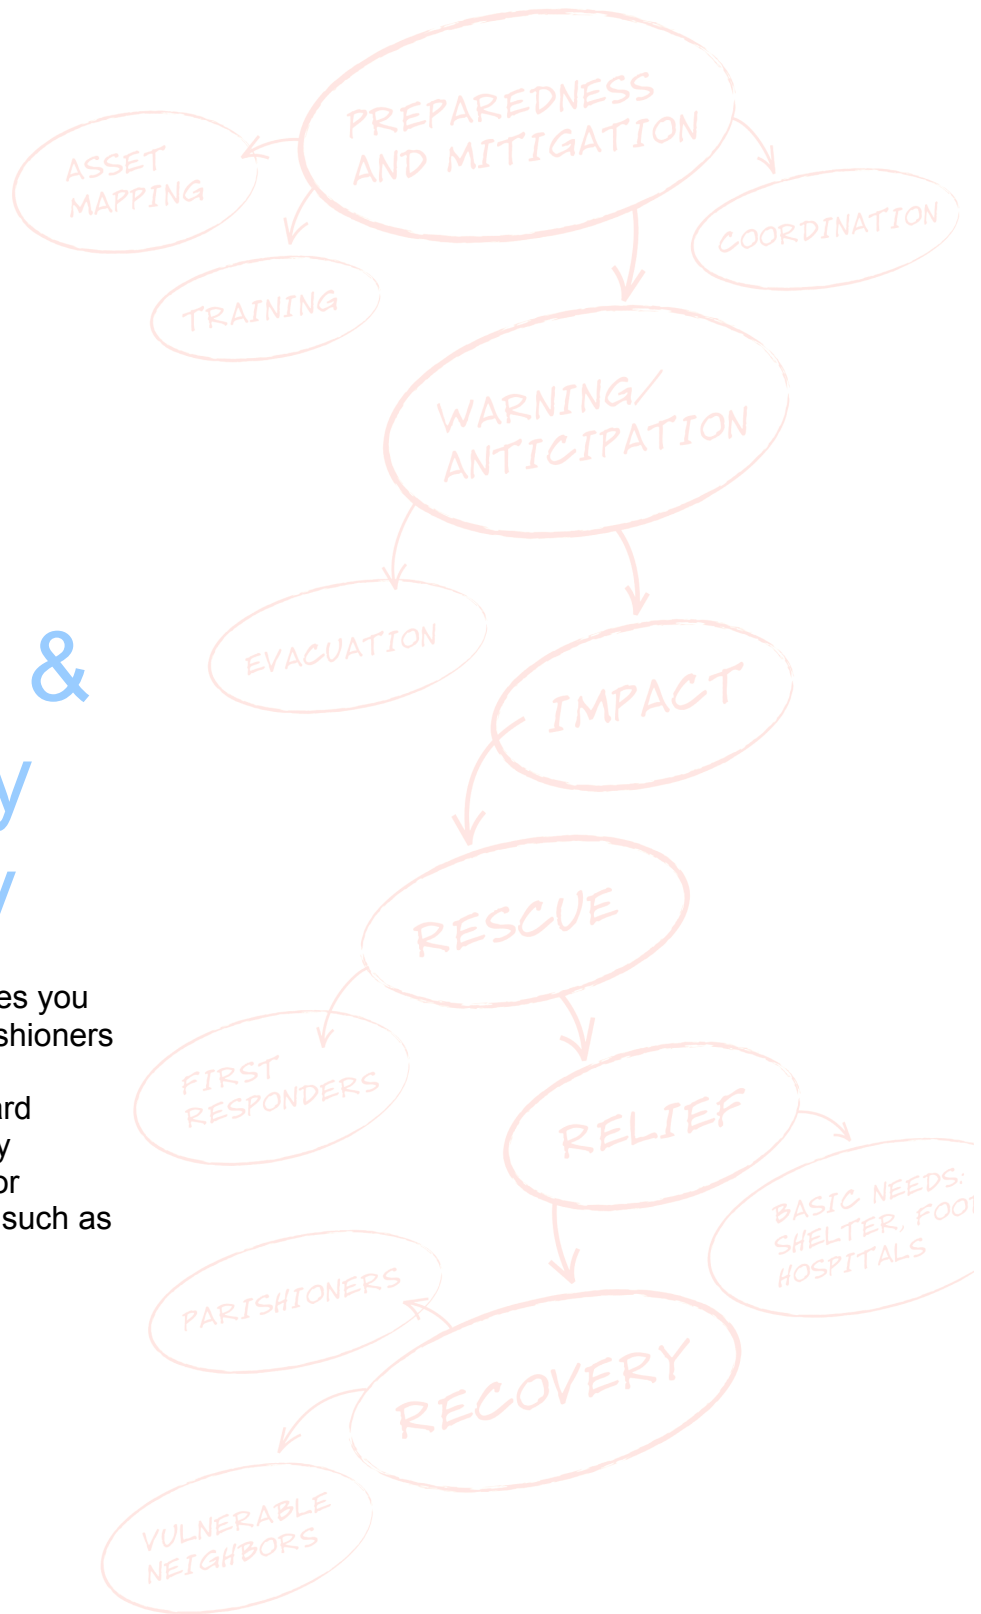 PREPAREDNESS
AND MITIGATION
ASSET
MAPPING
COORDINATION
TRAINING
WARNING/
ANTICIPATION
EVACUATION
&
y
y
IMPACT
RESCUE
es you
shioners
ard
y
or
such as
FIRST
RESPONDERS
RELIEF
BASIC NEEDS:
SHELTER, FOO
HOSPITALS
PARISHIONERS
RECOVERY
VULNERABLE
NEIGHBORS